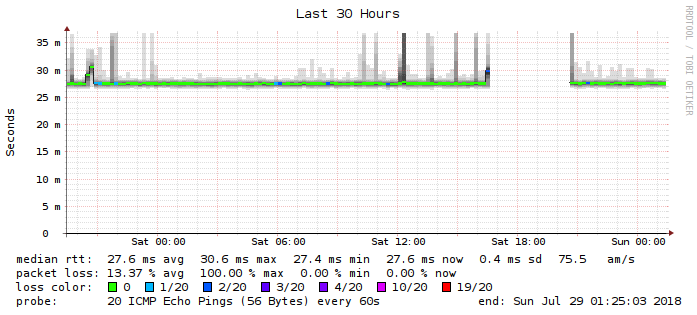 Last 30 Hours
RRDTOOL / TOBI OETIKER
Seconds
35 m
30 m
25 m
20 m
15 m
10 m
5 m
0
Sat 00:00 Sat 06:00 Sat 12:00 Sat 18:00 Sun 00:00
median rtt: 27.6 ms avg 30.6 ms max 27.4 ms min 27.6 ms now 0.4 ms sd 75.5 am/s
packet loss: 13.37 % avg 100.00 % max 0.00 % min 0.00 % now
loss color: 0 1/20 2/20 3/20 4/20 10/20 19/20
probe: 20 ICMP Echo Pings (56 Bytes) every 60s end: Sun Jul 29 01:25:03 2018